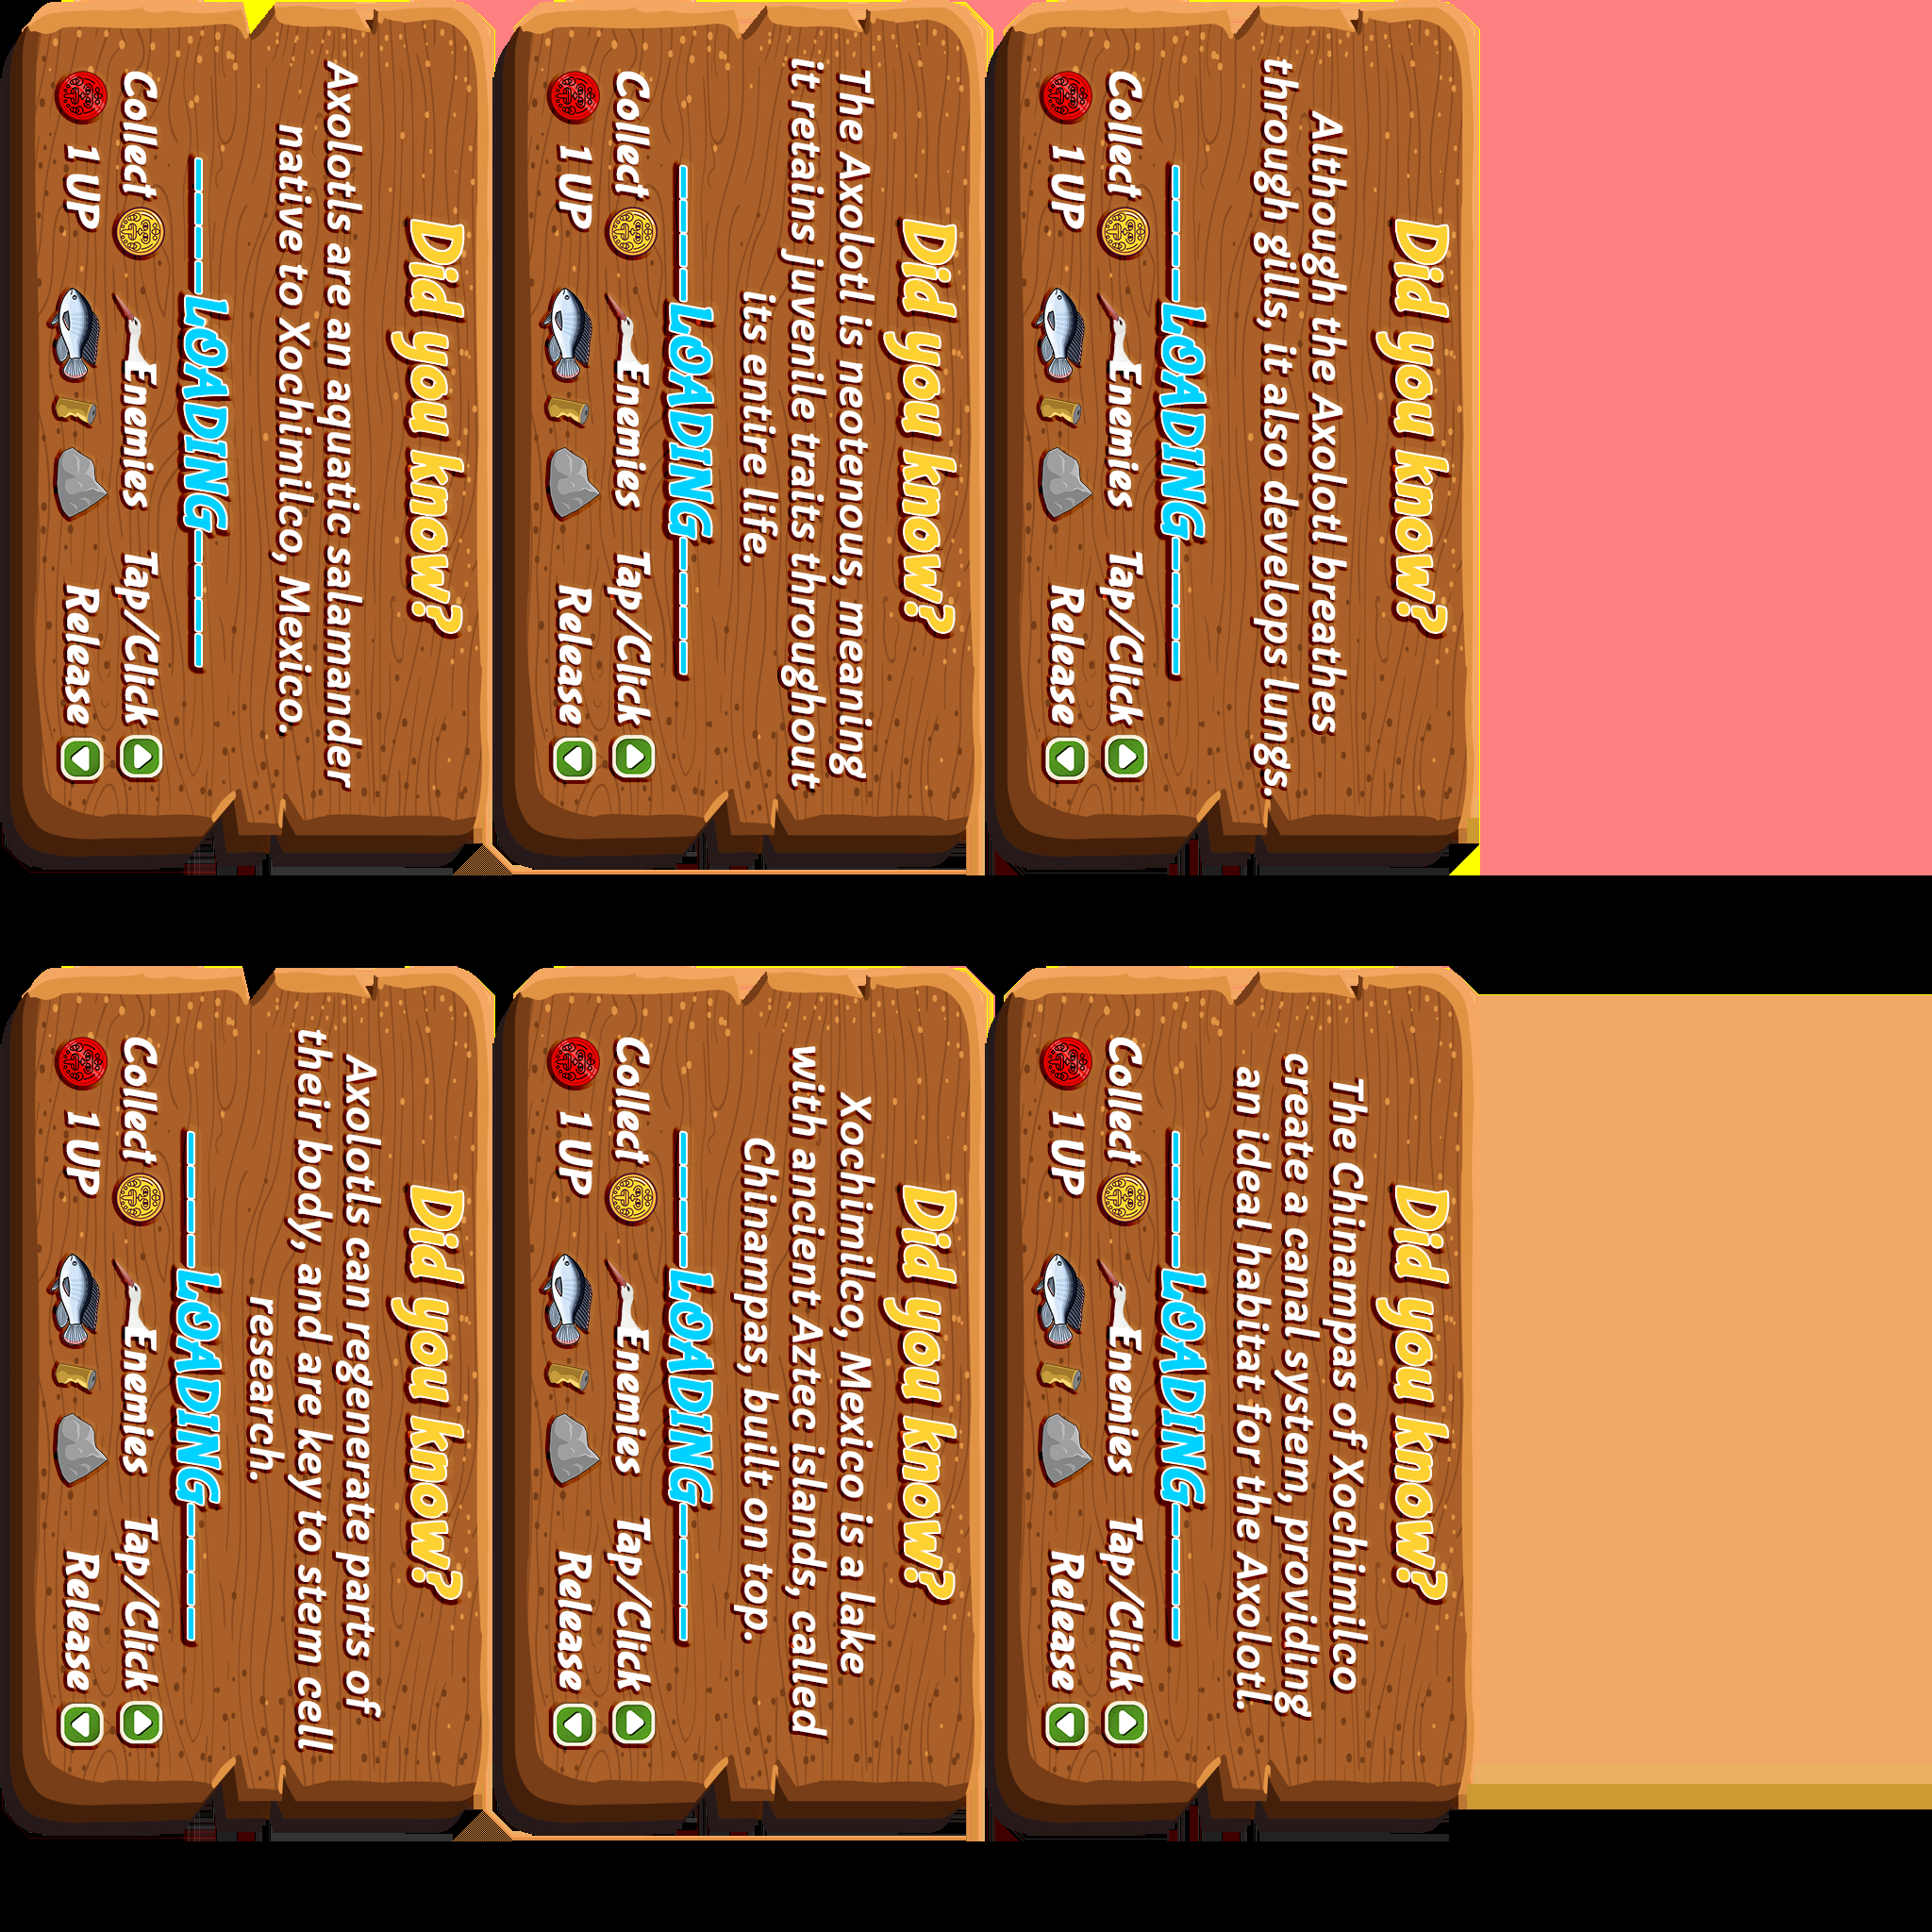 Did you know?
Axolotls are an aquatic salamander
native to Xochimilco, Mexico.
LOADING
Collect Enemies Tap/Click
1 UP Release
Did you know?
The Axolotl is neotenous, meaning
it retains juvenile traits throughout
its entire life.
LOADING
Collect Enemies Tap/Click
1 UP Release
Did you know?
Although the Axolotl breathes
through gills, it also develops lungs.
LOADING
Collect Enemies Tap/Click
1 UP Release
Did you know?
Axolotls can regenerate parts of
their body, and are key to stem cell
research.
LOADING
Collect Enemies Tap/Click
1 UP Release
Did you know?
Xochimilco, Mexico is a lake
with ancient Aztec islands, called
Chinampas, built on top.
LOADING
Collect Enemies Tap/Click
1 UP Release
Did you know?
The Chinampas of Xochimilco
create a canal system, providing
an ideal habitat for the Axolotl.
LOADING
Collect Enemies Tap/Click
1 UP Release